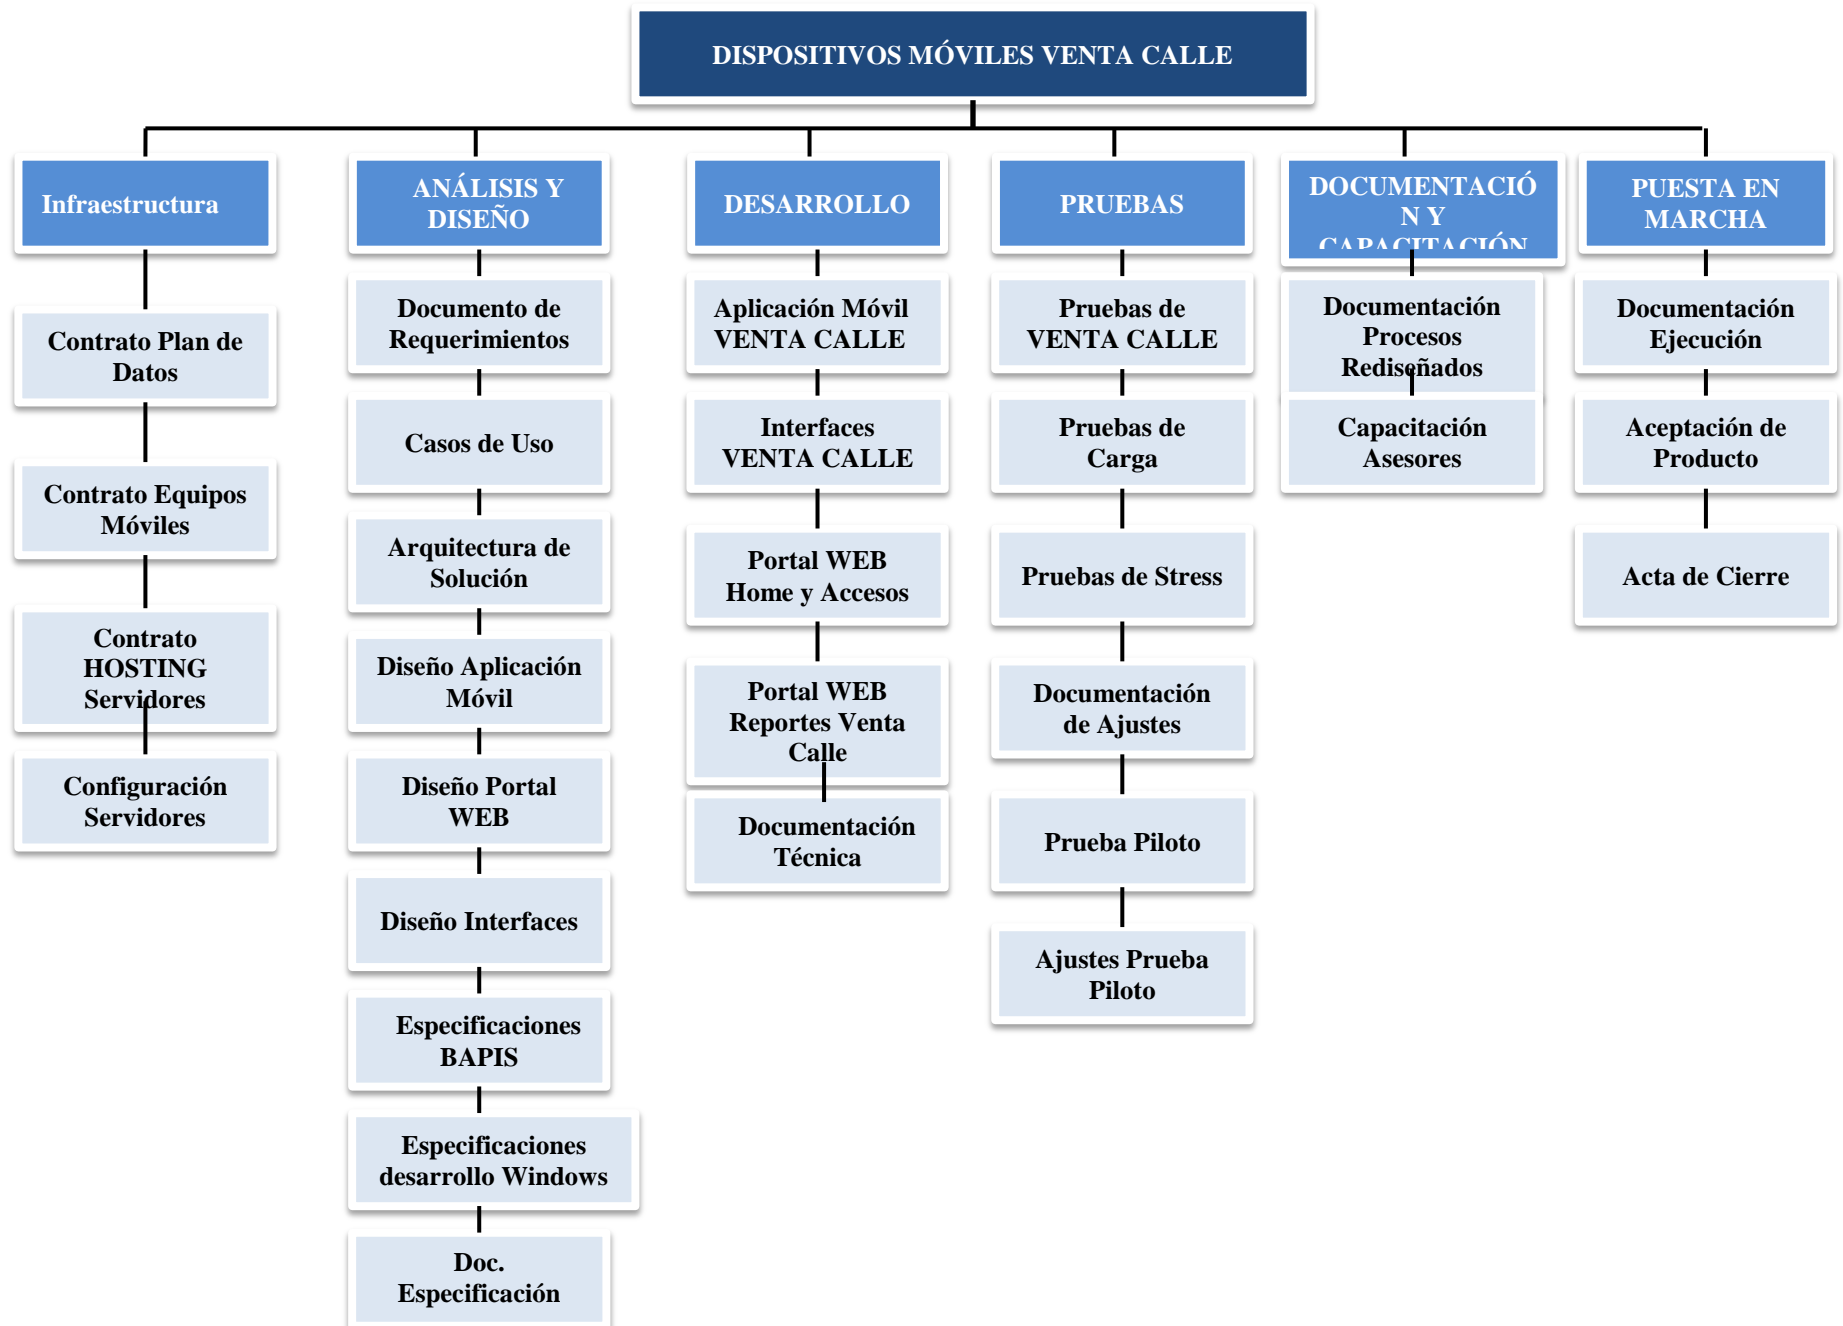 DISPOSITIVOS MÓVILES VENTA CALLE
Infraestructura
Contrato Plan de
Datos
Contrato Equipos
Móviles
Contrato
HOSTING
Servidores
Configuración
Servidores
ANÁLISIS Y
DISEÑO
Documento de
Requerimientos
Casos de Uso
Arquitectura de
Solución
Diseño Aplicación
Móvil
Diseño Portal
WEB
Diseño Interfaces
Especificaciones
BAPIS
Especificaciones
desarrollo Windows
Doc.
Especificación
DESARROLLO
Aplicación Móvil
VENTA CALLE
Interfaces
VENTA CALLE
Portal WEB
Home y Accesos
Portal WEB
Reportes Venta
Calle
Documentación
Técnica
PRUEBAS
Pruebas de
VENTA CALLE
Pruebas de
Carga
Pruebas de Stress
Documentación
de Ajustes
Prueba Piloto
Ajustes Prueba
Piloto
DOCUMENTACIÓ
N Y
CAPACITACIÓN
Documentación
Procesos
Rediseñados
Capacitación
Asesores
PUESTA EN
MARCHA
Documentación
Ejecución
Aceptación de
Producto
Acta de Cierre